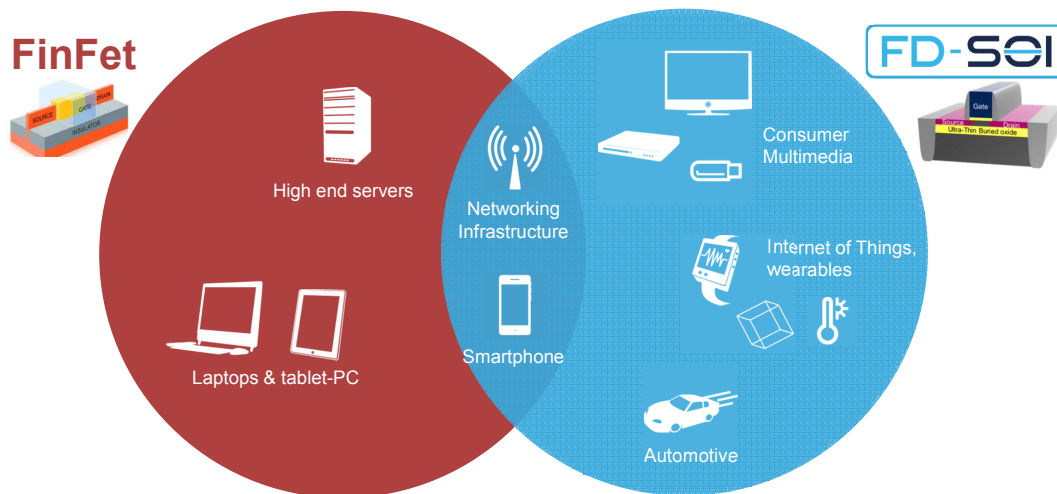 FinFet
SOURCE
GATE
DRAIN
INSULATOR
High end servers
Laptops & tablet-PC
Networking
Infrastructure
Smartphone
Consumer
Multimedia
Internet of Things,
wearables
Automotive
FD-SOI
Gate
Source
Drain
Ultra-Thin Buried oxide